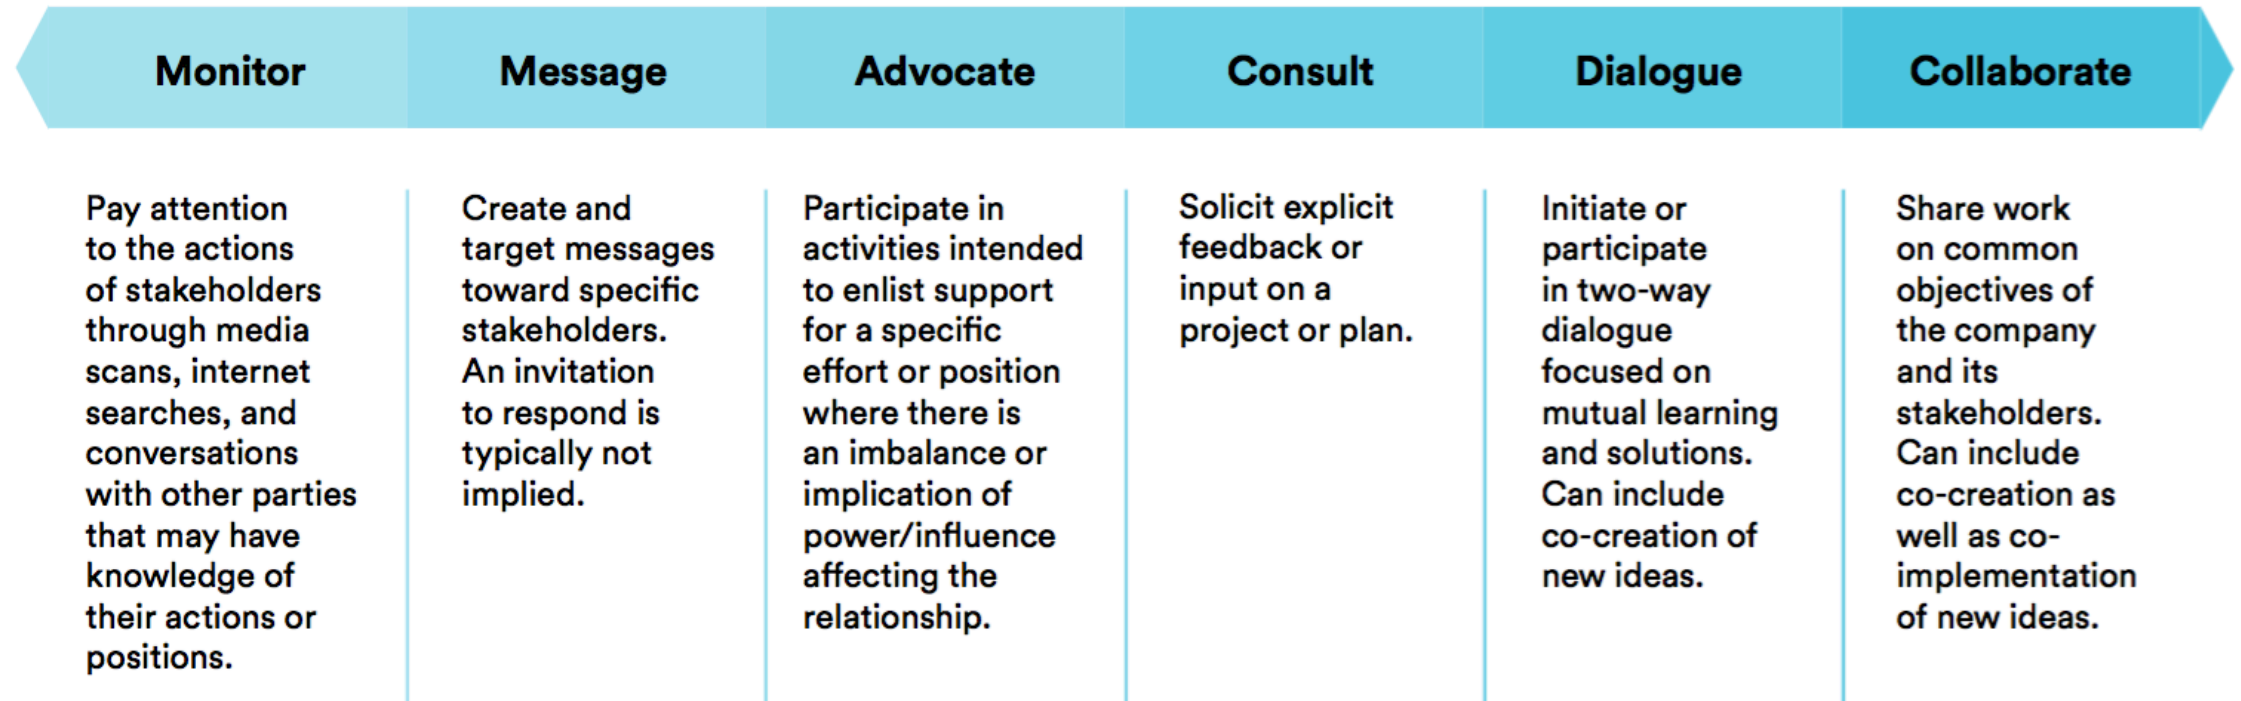 Monitor
Message
Advocate
Consult
Dialogue
Collaborate
Pay attention
to the actions
of stakeholders
through media
scans, internet
searches, and
conversations
with other parties
that may have
knowledge of
their actions or
positions.
Create and
target messages
toward specific
stakeholders.
An invitation
to respond is
typically not
implied.
Participate in
activities intended
to enlist support
for a specific
effort or position
where there is
an imbalance or
implication of
power/influence
affecting the
relationship.
Solicit explicit
feedback or
input on a
project or plan.
Initiate or
participate
in two-way
dialogue
focused on
mutual learning
and solutions.
Can include
co-creation of
new ideas.
Share work
on common
objectives of
the company
and its
stakeholders.
Can include
co-creation as
well as co-
implementation
of new ideas.